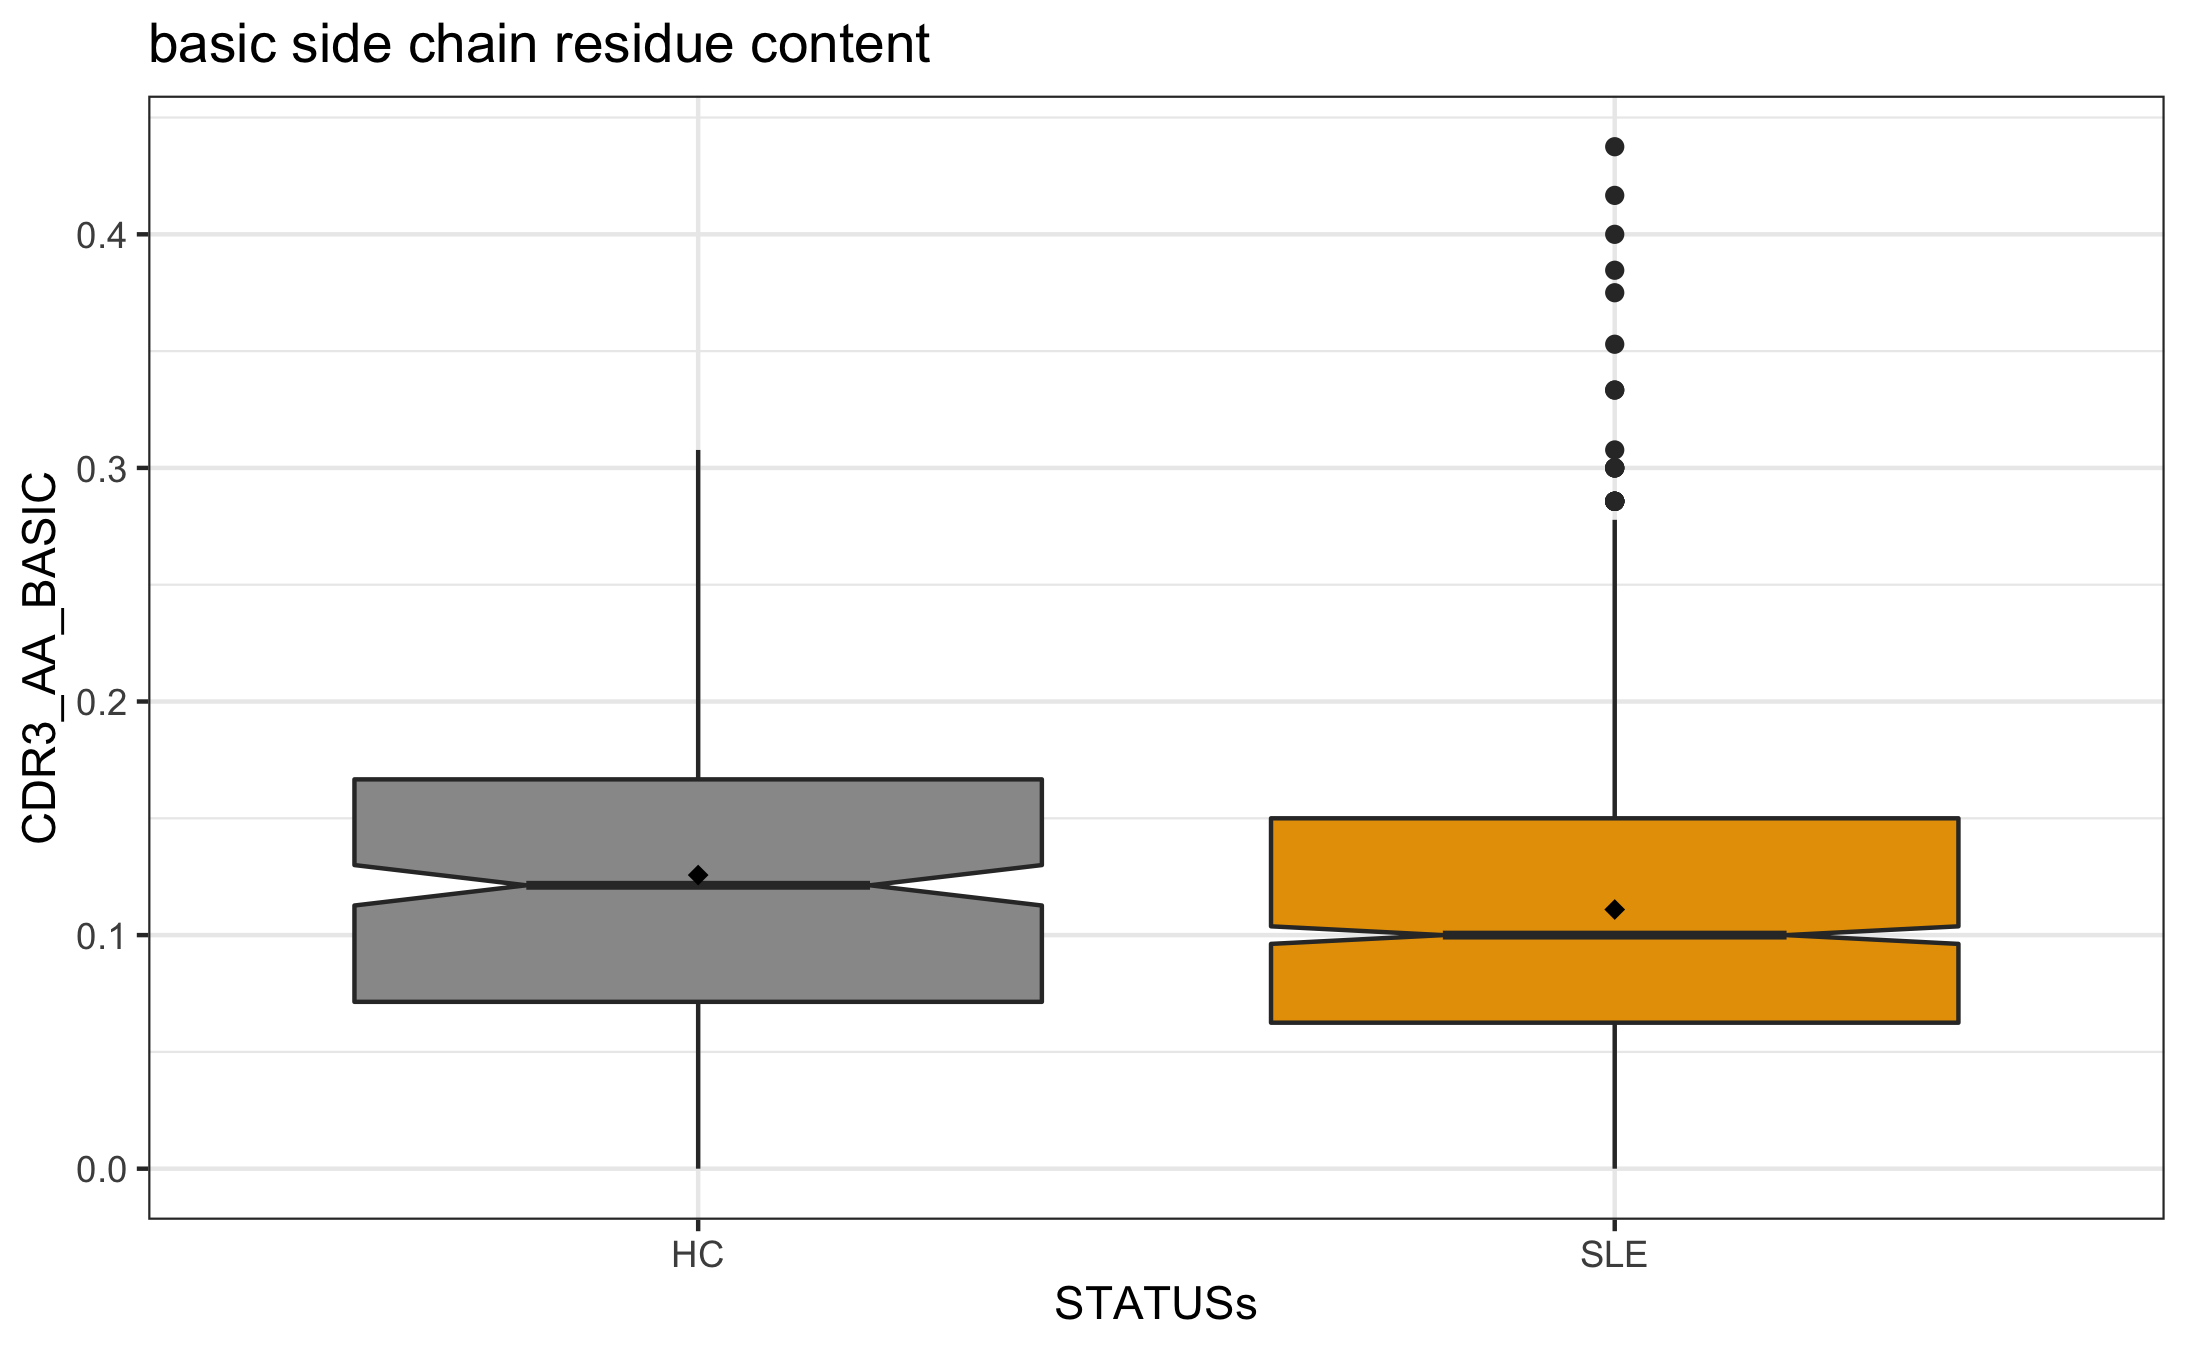 basic side chain residue content
CDR3_AA_BASIC
0.4
0.3
0.2
0.1
0.0
HC
SLE
STATUSs